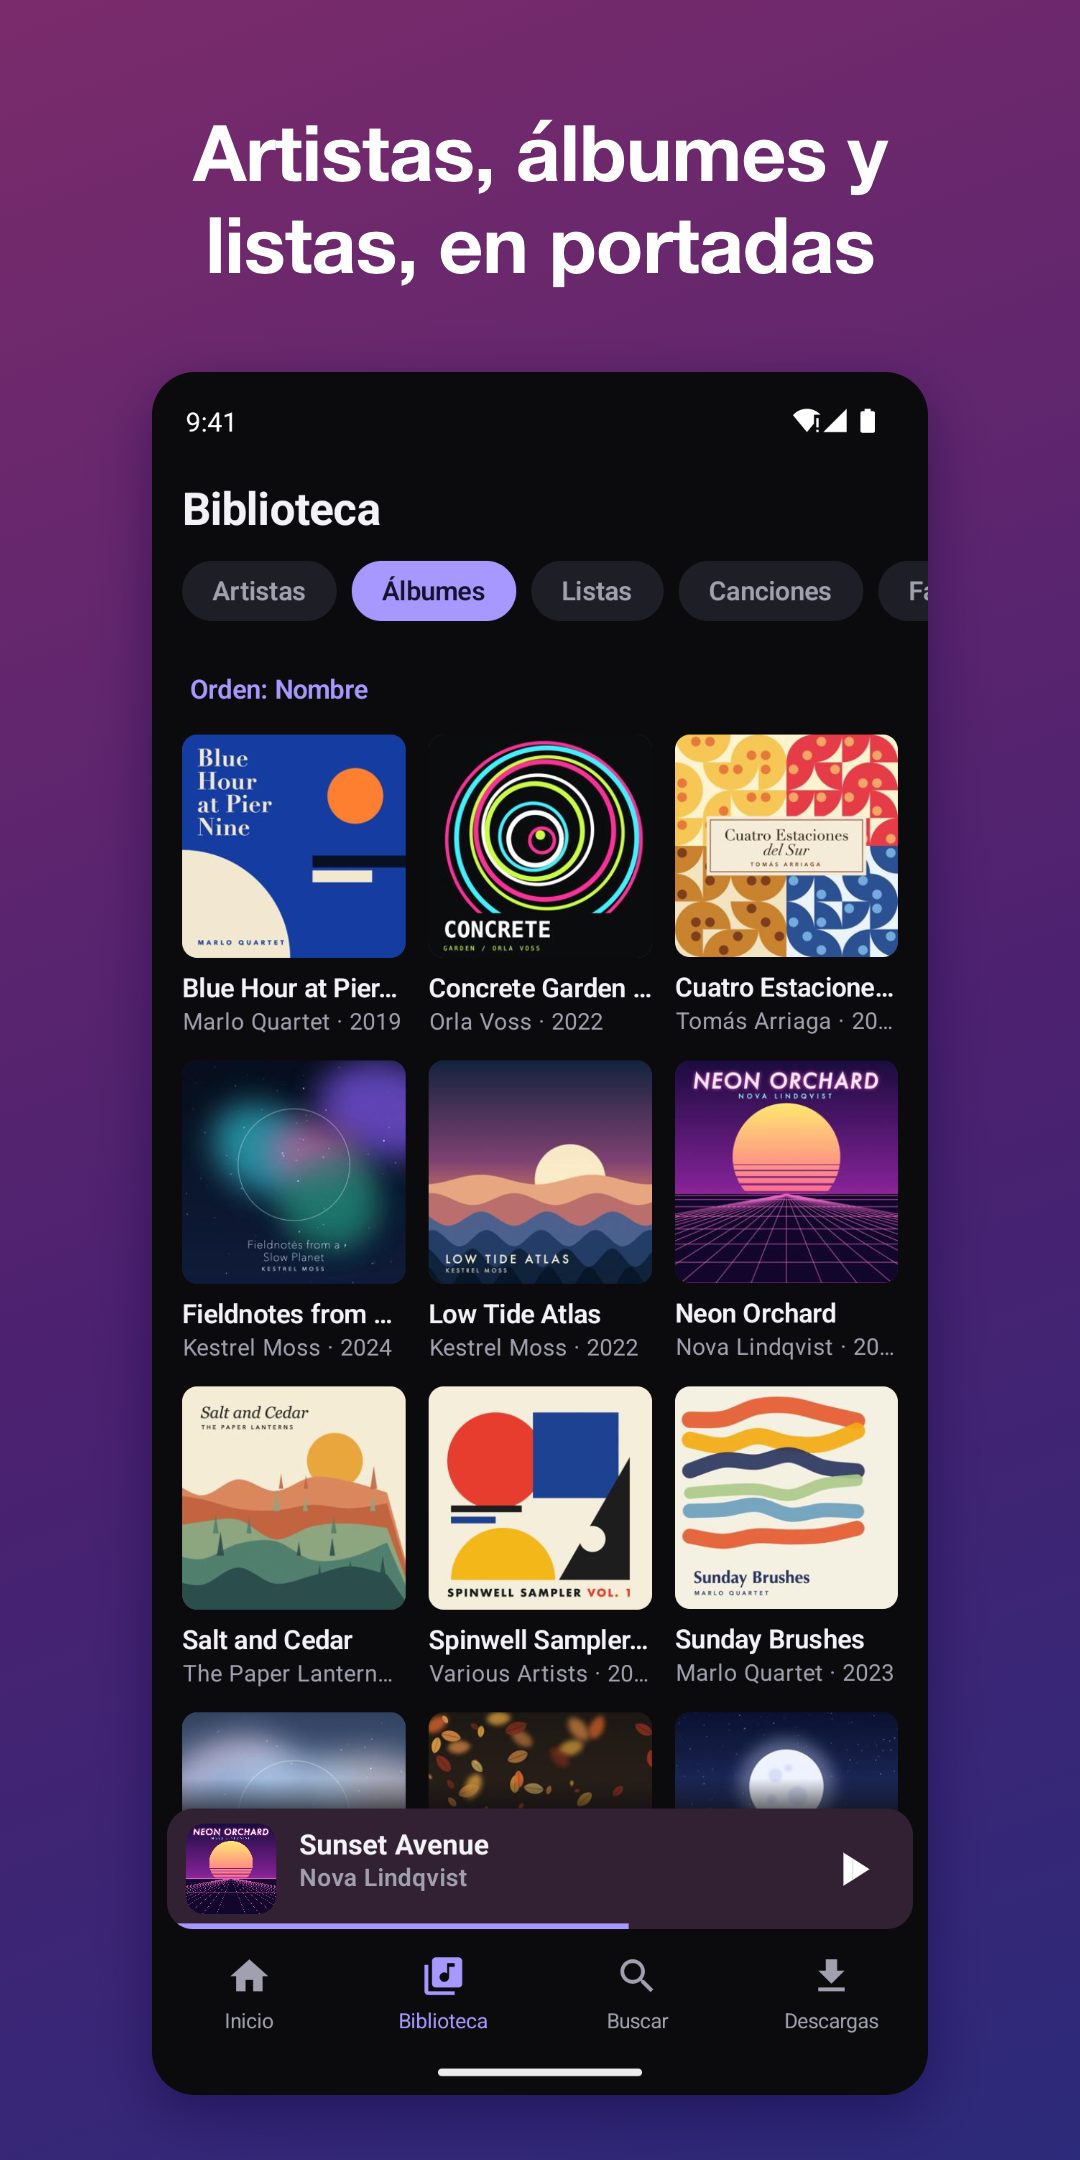 Artistas, álbumes y
listas, en portadas
9:41
Biblioteca
Artistas
Álbumes
Listas
Canciones
Fa
Orden: Nombre
Blue
Hour
at Pier
Nine
MARLO QUARTET
CONCRETE
GARDEN / ORLA VOSS
Cuatro Estaciones
del Sur
TOMÁS ARRIAGA
Blue Hour at Pier...
Marlo Quartet · 2019
Concrete Garden ...
Orla Voss · 2022
Cuatro Estacione...
Tomás Arriaga · 20...
Fieldnotes from a
Slow Planet
KESTREL MOSS
LOW TIDE ATLAS
KESTREL MOSS
NEON ORCHARD
NOVA LINDQVIST
Fieldnotes from ...
Kestrel Moss · 2024
Low Tide Atlas
Kestrel Moss · 2022
Neon Orchard
Nova Lindqvist · 20...
Salt and Cedar
THE PAPER LANTERNS
SPINWELL SAMPLER VOL. 1
Sunday Brushes
MARLO QUARTET
Salt and Cedar
The Paper Lantern...
Spinwell Sampler...
Various Artists · 20...
Sunday Brushes
Marlo Quartet · 2023
NEON ORCHARD
Sunset Avenue
Nova Lindqvist
Inicio
Biblioteca
Buscar
Descargas